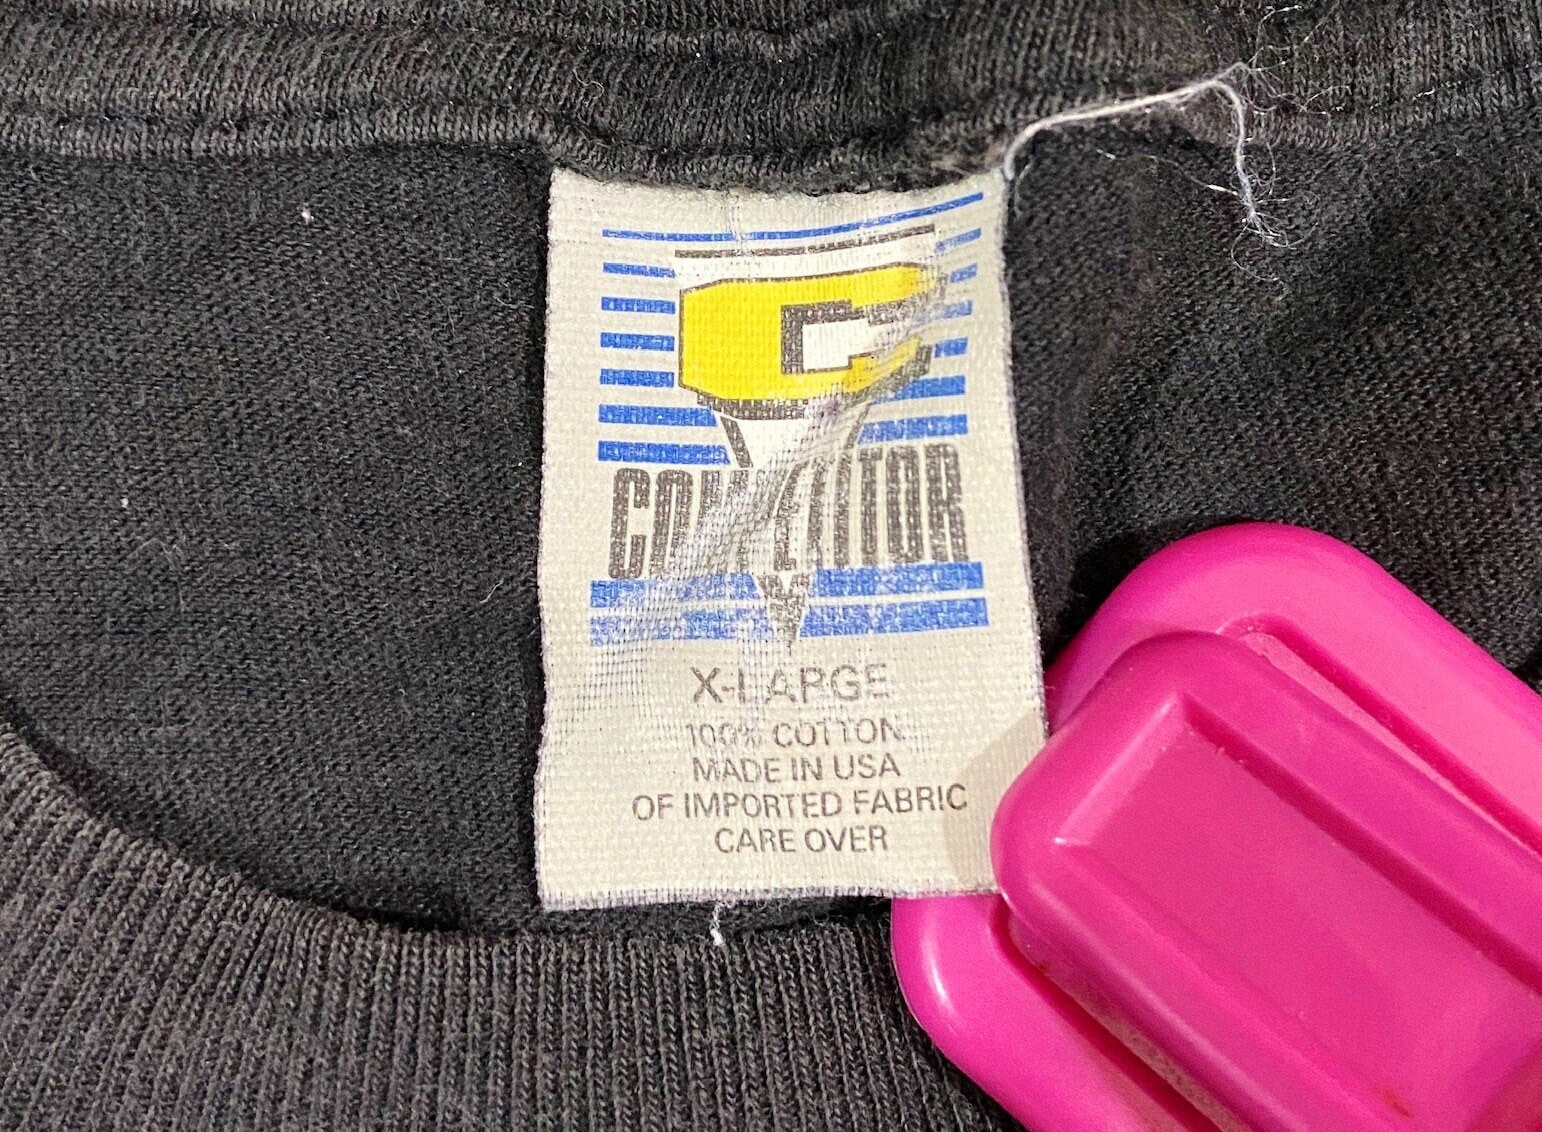 C
COMPETITOR
X-LARGE
100% COTTON
MADE IN USA
OF IMPORTED FABRIC
CARE OVER